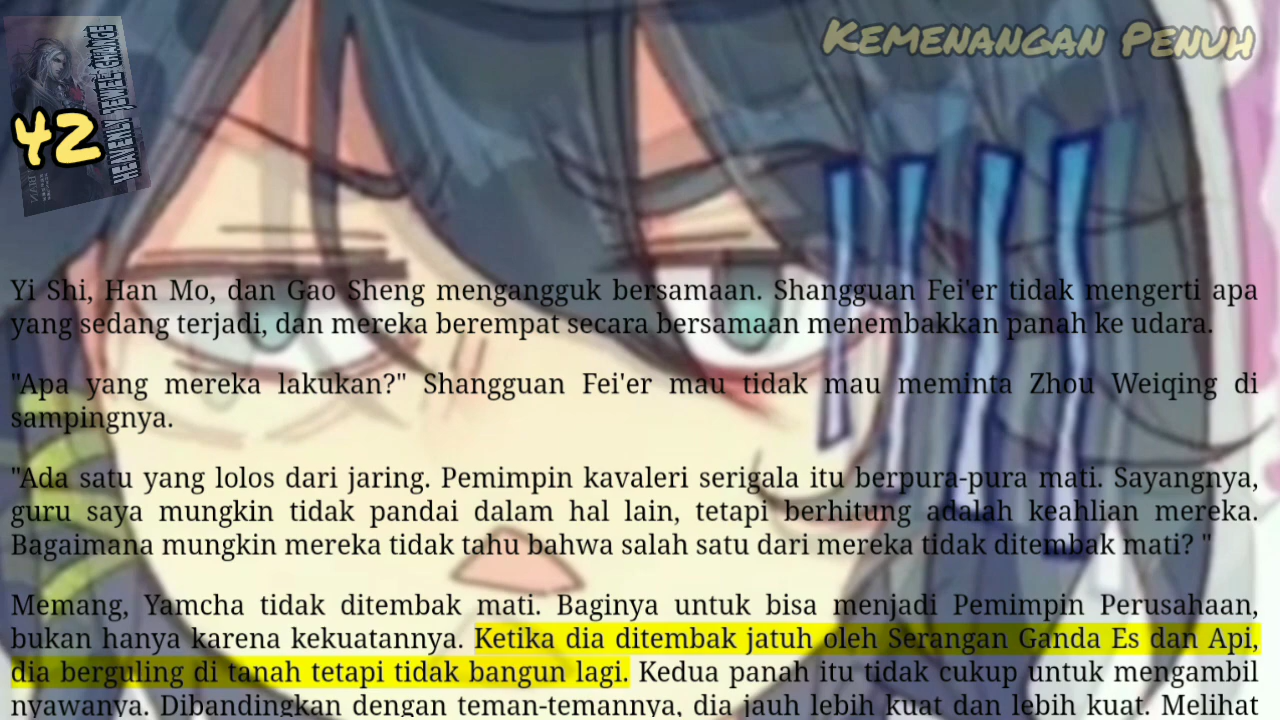 Kemenangan Penuh
HEAVENLY JEWEL CHANGE
42
Yi Shi, Han Mo, dan Gao Sheng mengangguk bersamaan. Shangguan Fei'er tidak mengerti apa
yang sedang terjadi, dan mereka berempat secara bersamaan menembakkan panah ke udara.
"Apa yang mereka lakukan?" Shangguan Fei'er mau tidak mau meminta Zhou Weiqing di
sampingnya.
"Ada satu yang lolos dari jaring. Pemimpin kavaleri serigala itu berpura-pura mati. Sayangnya,
guru saya mungkin tidak pandai dalam hal lain, tetapi berhitung adalah keahlian mereka.
Bagaimana mungkin mereka tidak tahu bahwa salah satu dari mereka tidak ditembak mati? "
Memang, Yamcha tidak ditembak mati. Baginya untuk bisa menjadi Pemimpin Perusahaan,
bukan hanya karena kekuatannya. Ketika dia ditembak jatuh oleh Serangan Ganda Es dan Api,
dia berguling di tanah tetapi tidak bangun lagi. Kedua panah itu tidak cukup untuk mengambil
nyawanya. Dibandingkan dengan teman-temannya, dia jauh lebih kuat dan lebih kuat. Melihat